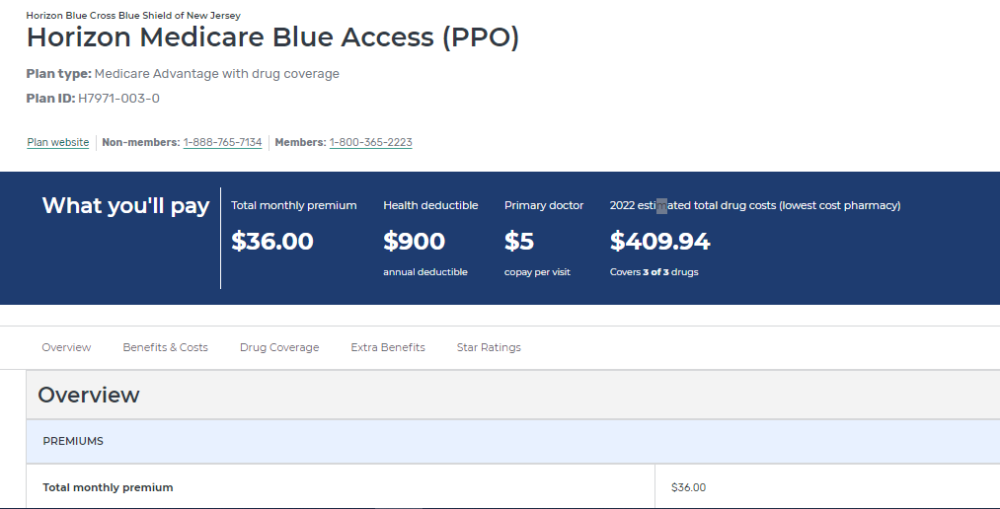 Horizon Blue Cross Blue Shield of New Jersey
Horizon Medicare Blue Access (PPO)
Plan type: Medicare Advantage with drug coverage
Plan ID: H7971-003-0
Plan website Non-members: 1-888-765-7134 Members: 1-800-365-2223
What you'll pay Total monthly premium Health deductible Primary doctor 2022 estimated total drug costs (lowest cost pharmacy)
$36.00 $900 $5 $409.94
annual deductible copay per visit Covers 3 of 3 drugs
Overview Benefits & Costs Drug Coverage Extra Benefits Star Ratings
Overview
PREMIUMS
Total monthly premium $36.00